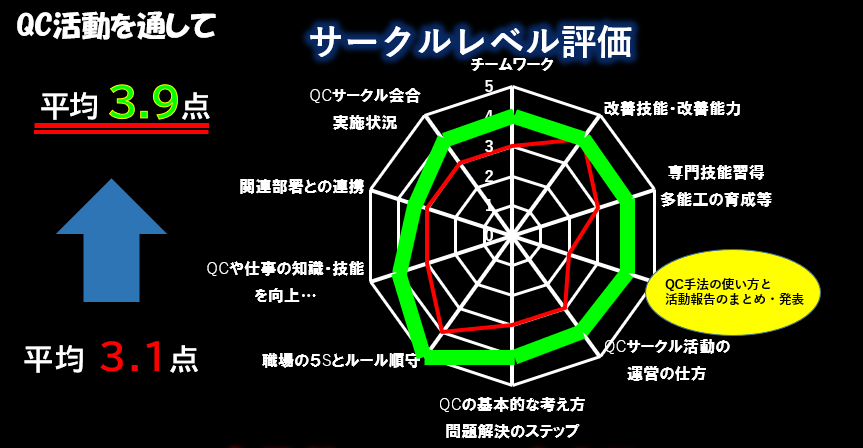 QC活動を通して
サークルレベル評価
平均 3.9点
平均 3.1点
チームワーク
改善技能・改善能力
専門技能習得
多能工の育成等
QC手法の使い方と
活動報告のまとめ・発表
QCサークル活動の
運営の仕方
QCの基本的な考え方
問題解決のステップ
職場の5Sとルール順守
QCや仕事の知識・技能
を向上…
関連部署との連携
QCサークル会合
実施状況
5
4
3
2
1
0